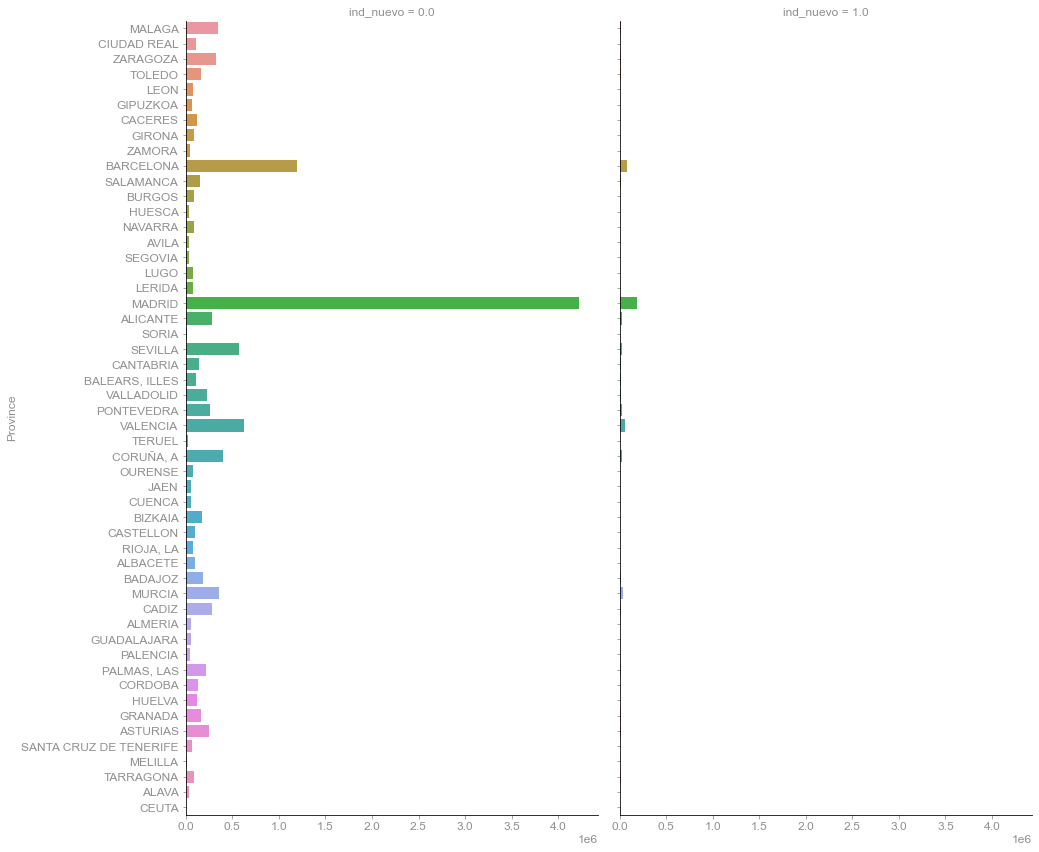 ind_nuevo = 0.0
ind_nuevo = 1.0
MALAGA
CIUDAD REAL
ZARAGOZA
TOLEDO
LEON
GIPUZKOA
CACERES
GIRONA
ZAMORA
BARCELONA
SALAMANCA
BURGOS
HUESCA
NAVARRA
AVILA
SEGOVIA
LUGO
LERIDA
MADRID
ALICANTE
SORIA
SEVILLA
CANTABRIA
BALEARS, ILLES
VALLADOLID
PONTEVEDRA
VALENCIA
TERUEL
CORUÑA, A
OURENSE
JAEN
CUENCA
BIZKAIA
CASTELLON
RIOJA, LA
ALBACETE
BADAJOZ
MURCIA
CADIZ
ALMERIA
GUADALAJARA
PALENCIA
PALMAS, LAS
CORDOBA
HUELVA
GRANADA
ASTURIAS
SANTA CRUZ DE TENERIFE
MELILLA
TARRAGONA
ALAVA
CEUTA
Province
0.0 0.5 1.0 1.5 2.0 2.5 3.0 3.5 4.0
1e6
0.0 0.5 1.0 1.5 2.0 2.5 3.0 3.5 4.0
1e6